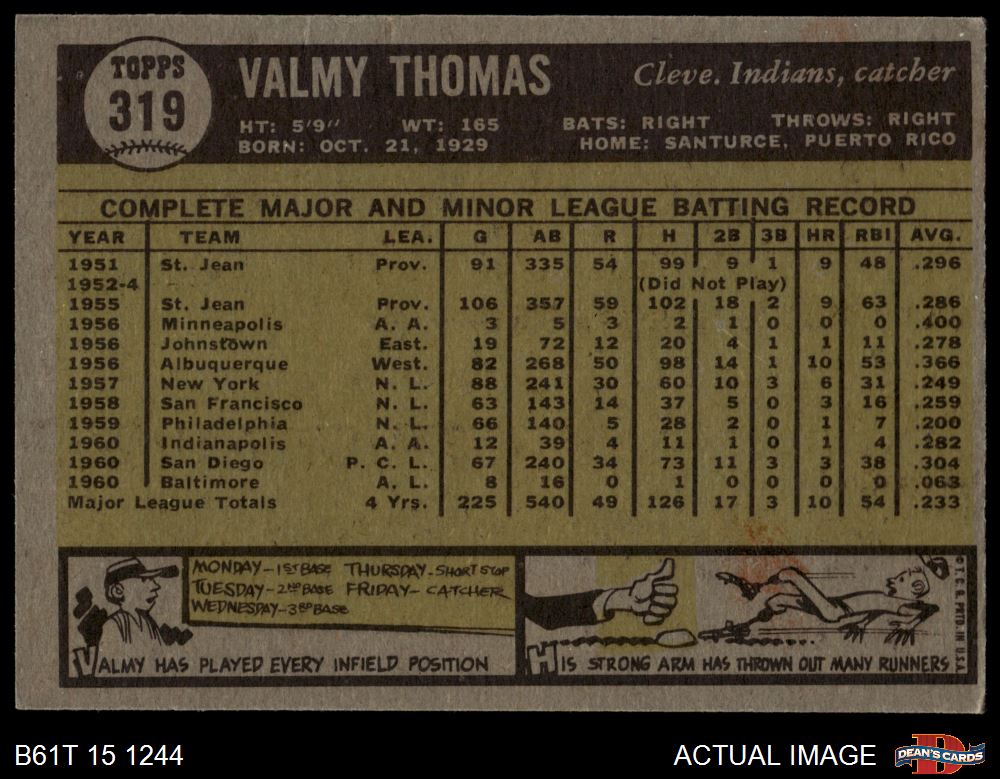 TOPPS
319
VALMY THOMAS
Cleve. Indians, catcher
HT: 5'9" WT: 165 BATS: RIGHT THROWS: RIGHT
BORN: OCT. 21, 1929 HOME: SANTURCE, PUERTO RICO
COMPLETE MAJOR AND MINOR LEAGUE BATTING RECORD
YEAR TEAM LEA. G AB R H 2B 3B HR RBI AVG.
1951 St. Jean Prov. 91 335 54 99 9 1 9 48 .296
1952-4 (Did Not Play)
1955 St. Jean Prov. 106 357 59 102 18 2 9 63 .286
1956 Minneapolis A. A. 3 5 3 2 1 0 0 0 .400
1956 Johnstown East. 19 72 12 20 4 1 1 11 .278
1956 Albuquerque West. 82 268 50 98 14 1 10 53 .366
1957 New York N. L. 88 241 30 60 10 3 6 31 .249
1958 San Francisco N. L. 63 143 14 37 5 0 3 16 .259
1959 Philadelphia N. L. 66 140 5 28 2 0 1 7 .200
1960 Indianapolis A. A. 12 39 4 11 1 0 1 4 .282
1960 San Diego P. C. L. 67 240 34 73 11 3 3 38 .304
1960 Baltimore A. L. 8 16 0 1 0 0 0 0 .063
Major League Totals 4 Yrs. 225 540 49 126 17 3 10 54 .233
MONDAY-1ST BASE THURSDAY-SHORT STOP
TUESDAY-2ND BASE FRIDAY-CATCHER
WEDNESDAY-3RD BASE
VALMY HAS PLAYED EVERY INFIELD POSITION
HIS STRONG ARM HAS THROWN OUT MANY RUNNERS
© T. C. G. PRTD. IN U.S.A.
B61T 15 1244
ACTUAL IMAGE
DEAN'S CARDS